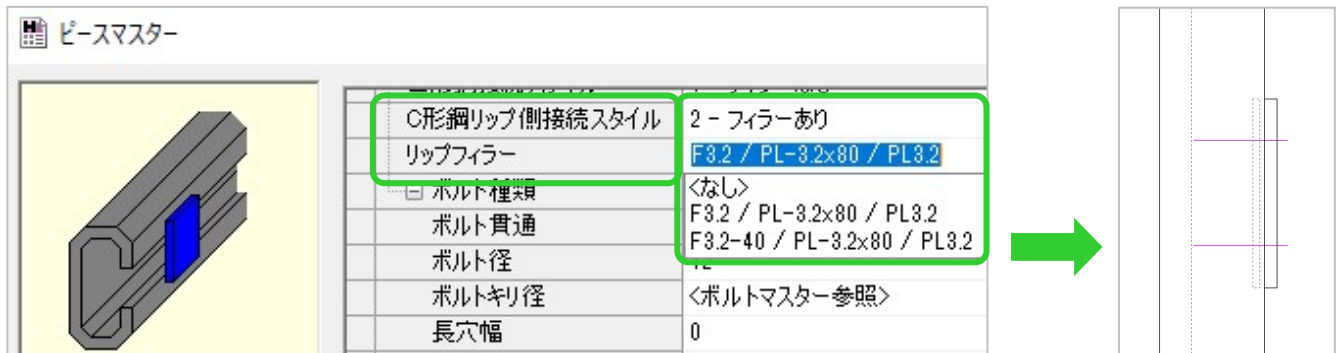 ピースマスター
C形鋼リップ側接続スタイル 2 - フィラーあり
リップフィラー F3.2 / PL-3.2x80 / PL3.2
<なし>
ボルト種類 F3.2 / PL-3.2x80 / PL3.2
ボルト貫通 F3.2-40 / PL-3.2x80 / PL3.2
ボルト径
ボルトキリ径 <ボルトマスター参照>
長穴幅 0